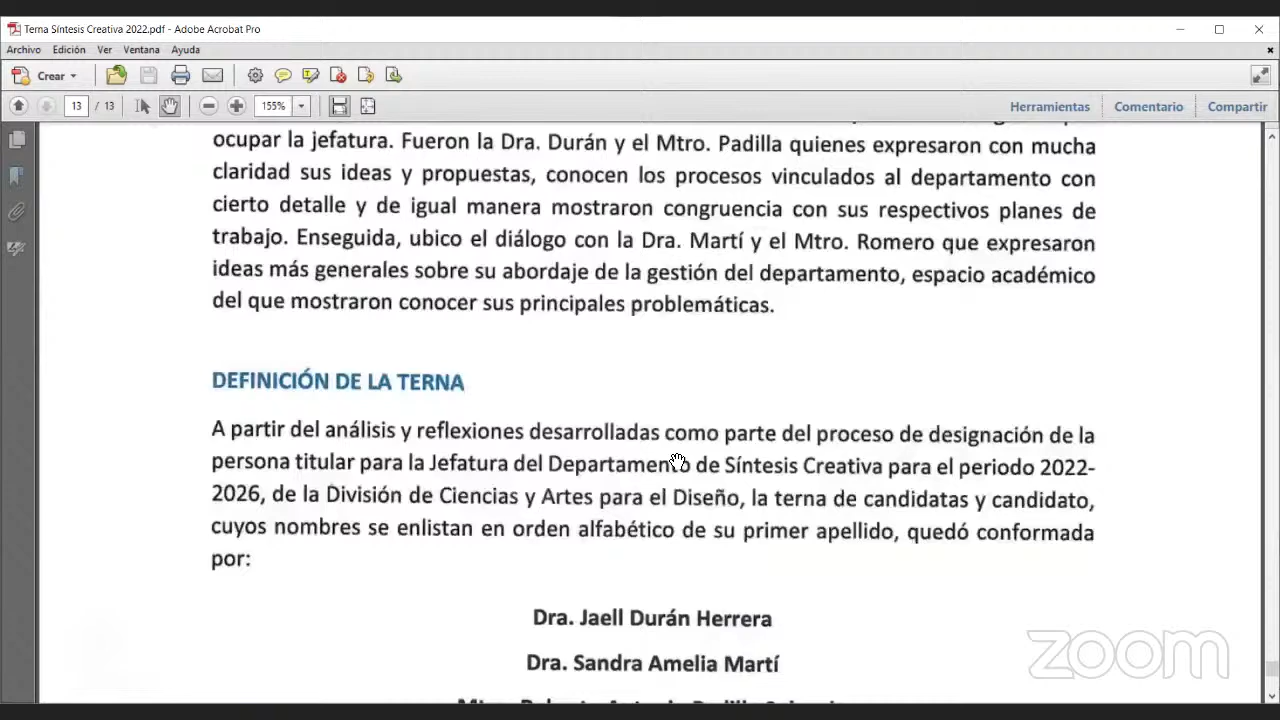 Terna Síntesis Creativa 2022.pdf - Adobe Acrobat Pro
Archivo Edición Ver Ventana Ayuda
Crear
13 / 13 155% Herramientas Comentario Compartir
ocupar la jefatura. Fueron la Dra. Durán y el Mtro. Padilla quienes expresaron con mucha
claridad sus ideas y propuestas, conocen los procesos vinculados al departamento con
cierto detalle y de igual manera mostraron congruencia con sus respectivos planes de
trabajo. Enseguida, ubico el diálogo con la Dra. Martí y el Mtro. Romero que expresaron
ideas más generales sobre su abordaje de la gestión del departamento, espacio académico
del que mostraron conocer sus principales problemáticas.
DEFINICIÓN DE LA TERNA
A partir del análisis y reflexiones desarrolladas como parte del proceso de designación de la
persona titular para la Jefatura del Departamento de Síntesis Creativa para el periodo 2022-
2026, de la División de Ciencias y Artes para el Diseño, la terna de candidatas y candidato,
cuyos nombres se enlistan en orden alfabético de su primer apellido, quedó conformada
por:
Dra. Jaell Durán Herrera
Dra. Sandra Amelia Martí
zoom